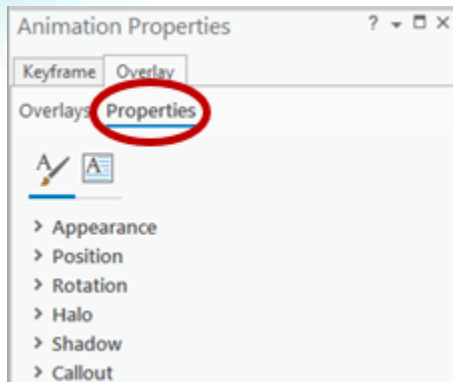 Animation Properties ?
Keyframe Overlay
Overlays Properties
A A
> Appearance
> Position
> Rotation
> Halo
> Shadow
> Callout